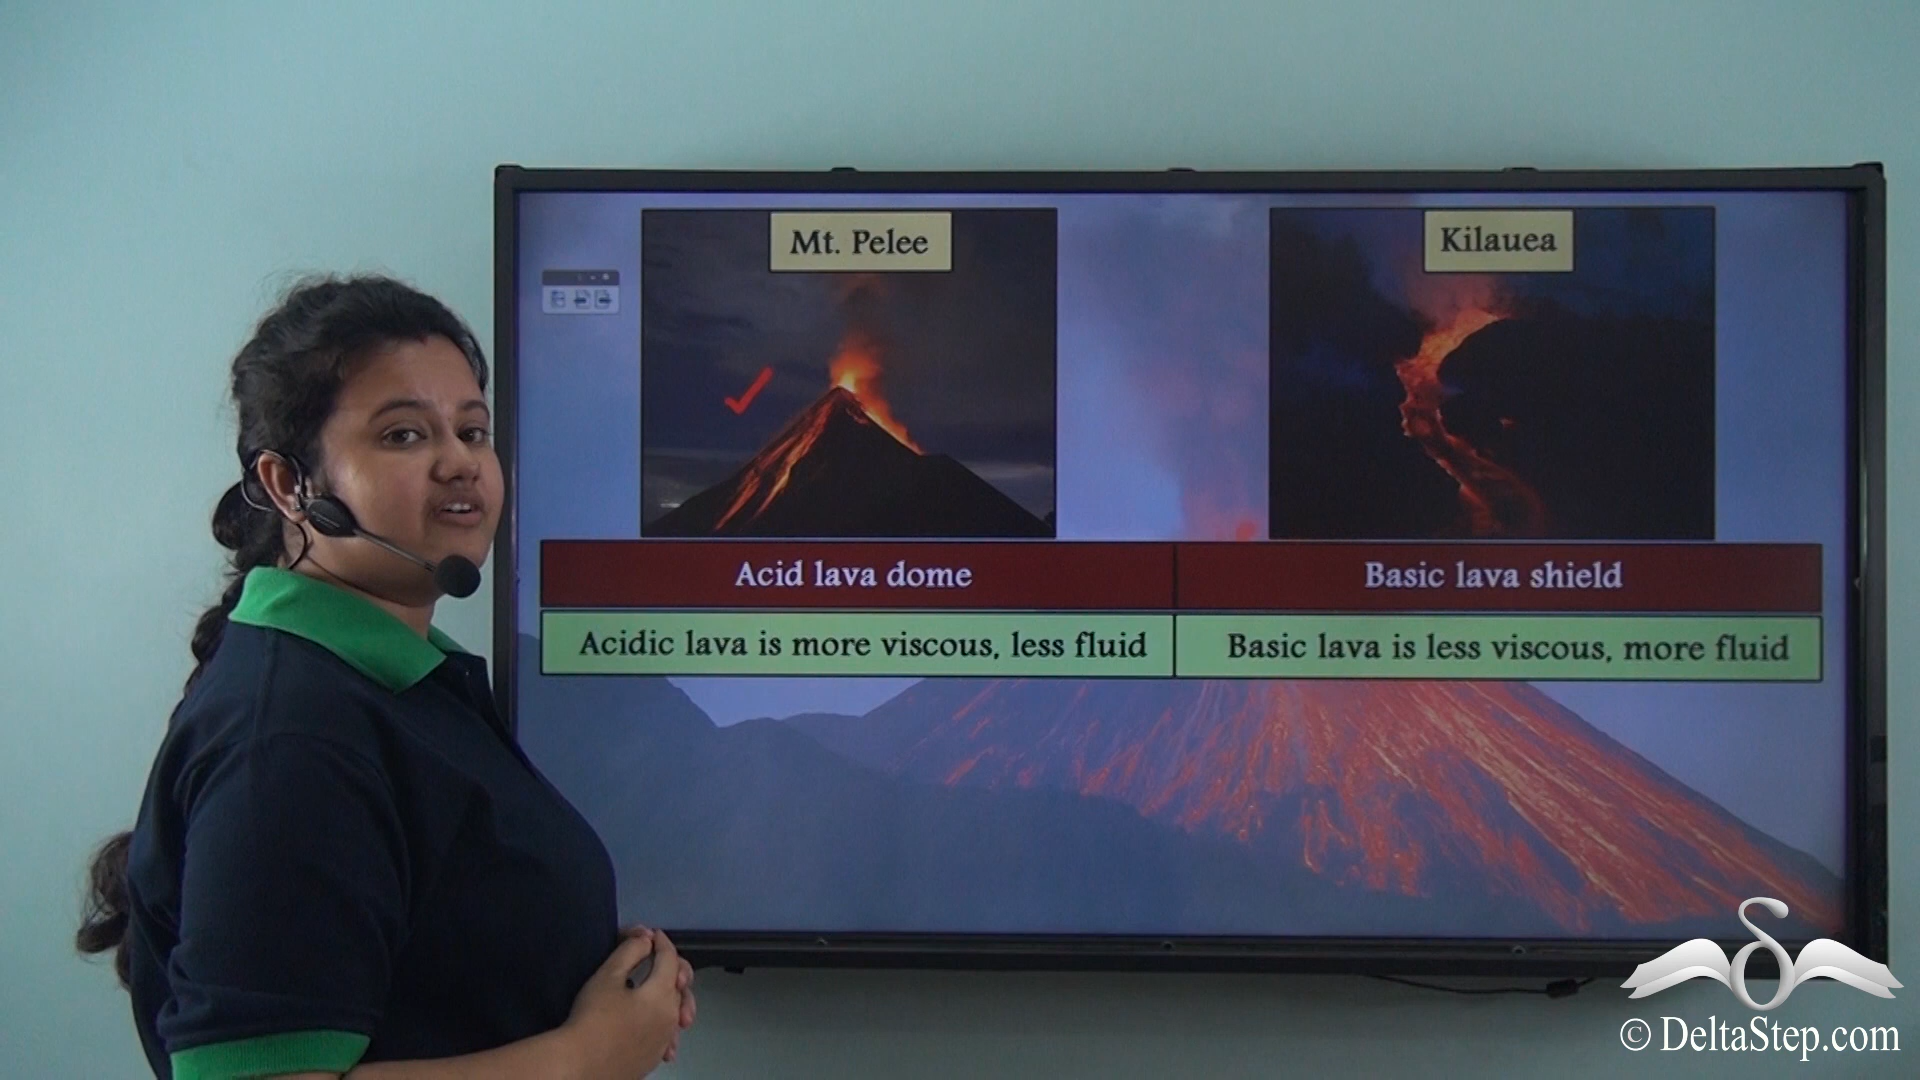 Mt. Pelee
Kilauea
Acid lava dome
Basic lava shield
Acidic lava is more viscous, less fluid
Basic lava is less viscous, more fluid
© DeltaStep.com